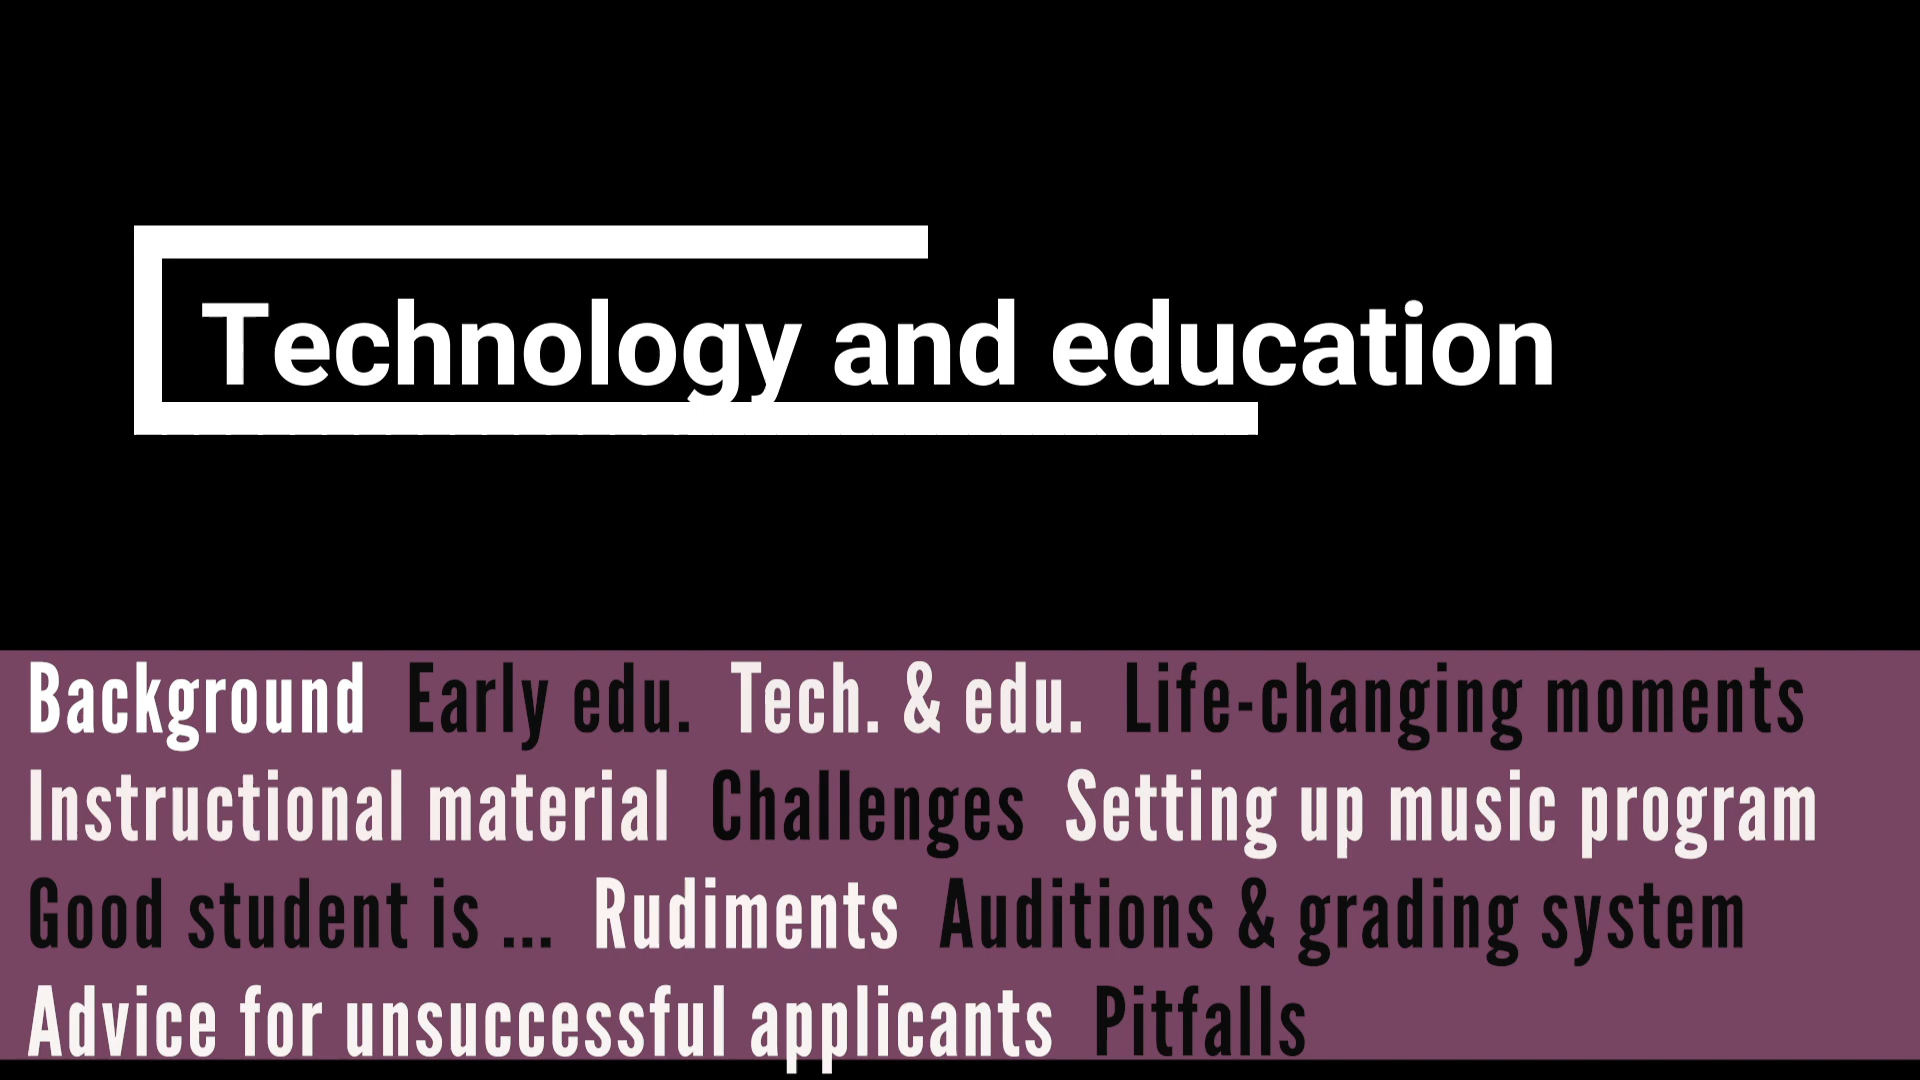 Technology and education
Background Early edu. Tech. & edu. Life-changing moments
Instructional material Challenges Setting up music program
Good student is ... Rudiments Auditions & grading system
Advice for unsuccessful applicants Pitfalls